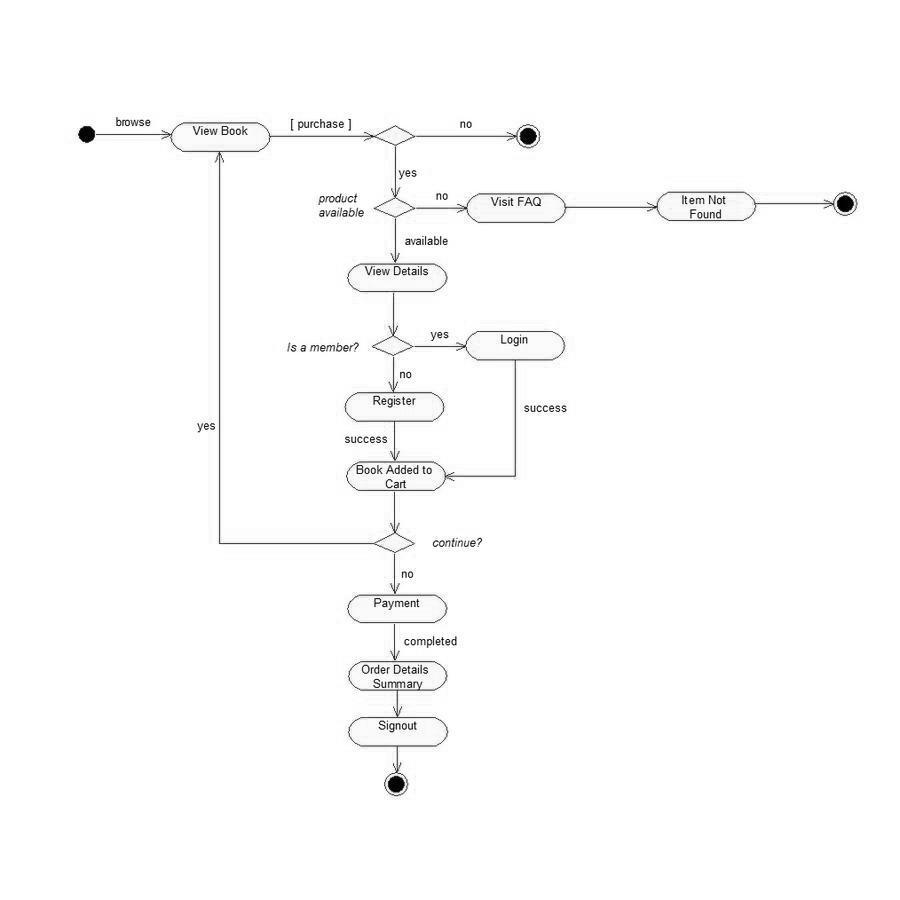 browse
View Book
[ purchase ]
no
yes
product
available
no
Visit FAQ
Item Not
Found
available
View Details
Is a member?
yes
Login
no
Register
success
success
yes
Book Added to
Cart
continue?
no
Payment
completed
Order Details
Summary
Signout